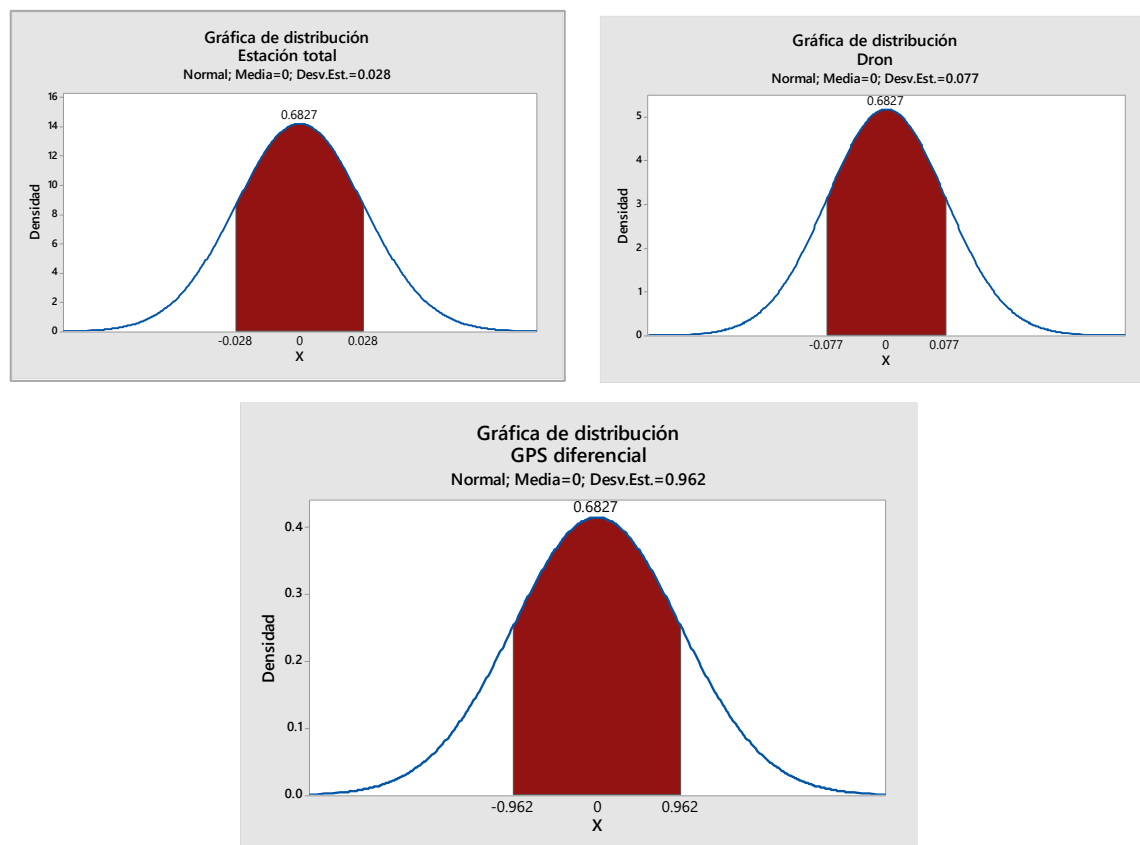 Gráfica de distribución
Estación total
Normal; Media=0; Desv.Est.=0.028
0.6827
16
14
12
10
8
6
4
2
0
Densidad
-0.028 0 0.028
X
Gráfica de distribución
Dron
Normal; Media=0; Desv.Est.=0.077
0.6827
5
4
3
2
1
0
Densidad
-0.077 0 0.077
X
Gráfica de distribución
GPS diferencial
Normal; Media=0; Desv.Est.=0.962
0.6827
0.4
0.3
0.2
0.1
0.0
Densidad
-0.962 0 0.962
X